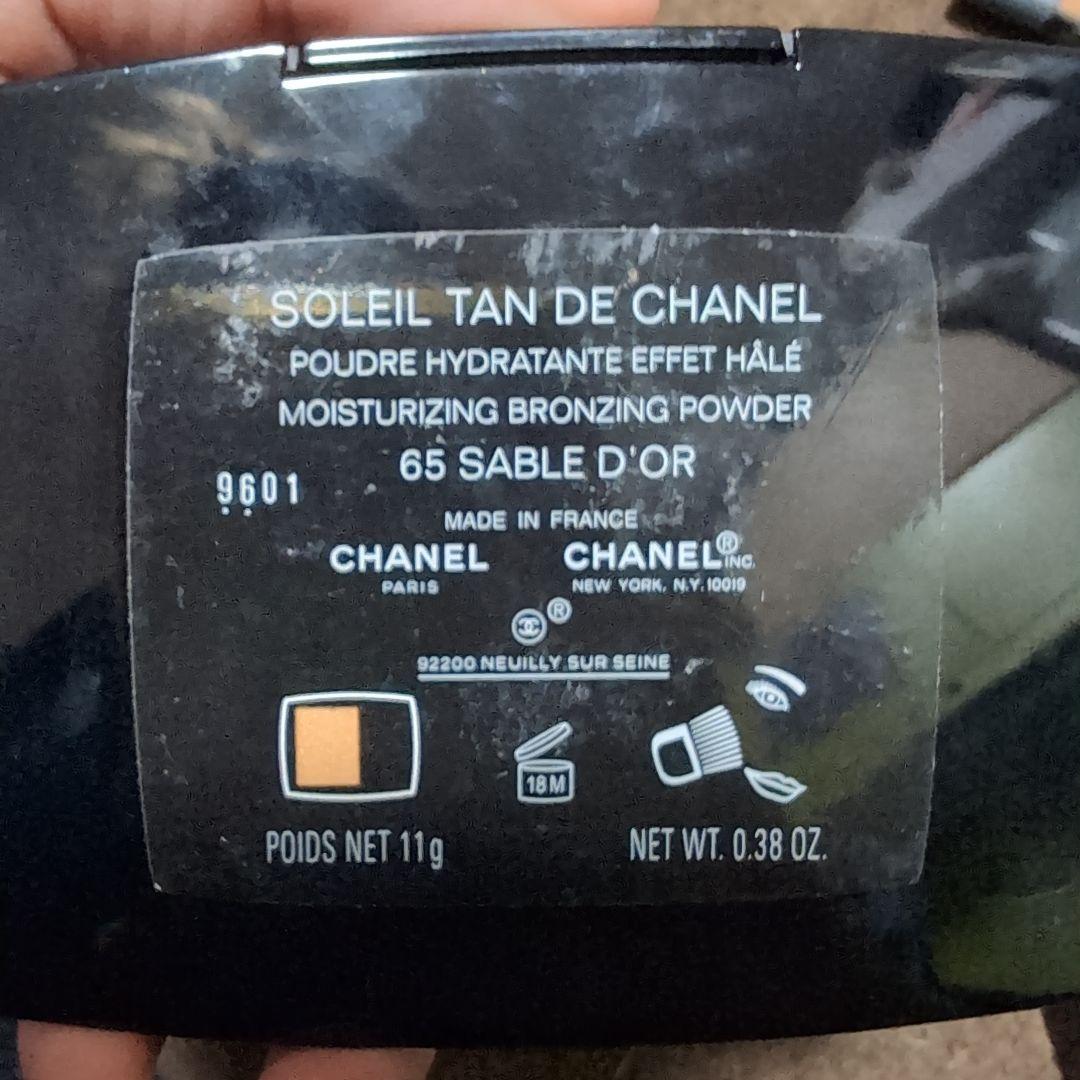 SOLEIL TAN DE CHANEL
POUDRE HYDRATANTE EFFET HÂLÉ
MOISTURIZING BRONZING POWDER
65 SABLE D'OR
9601
MADE IN FRANCE
CHANEL CHANEL® INC.
PARIS NEW YORK, N.Y. 10019
®
92200 NEUILLY SUR SEINE
18M
POIDS NET 11g NET WT. 0.38 OZ.